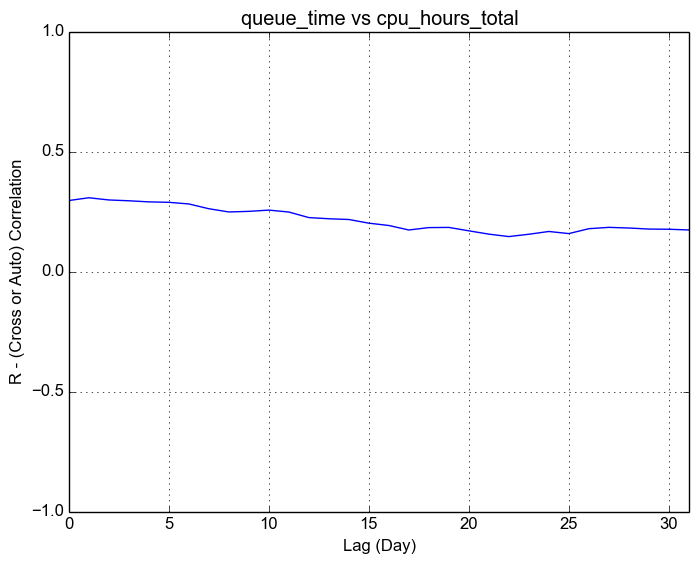 queue_time vs cpu_hours_total
1.0
0.5
0.0
−0.5
−1.0
R - (Cross or Auto) Correlation
0 5 10 15 20 25 30
Lag (Day)